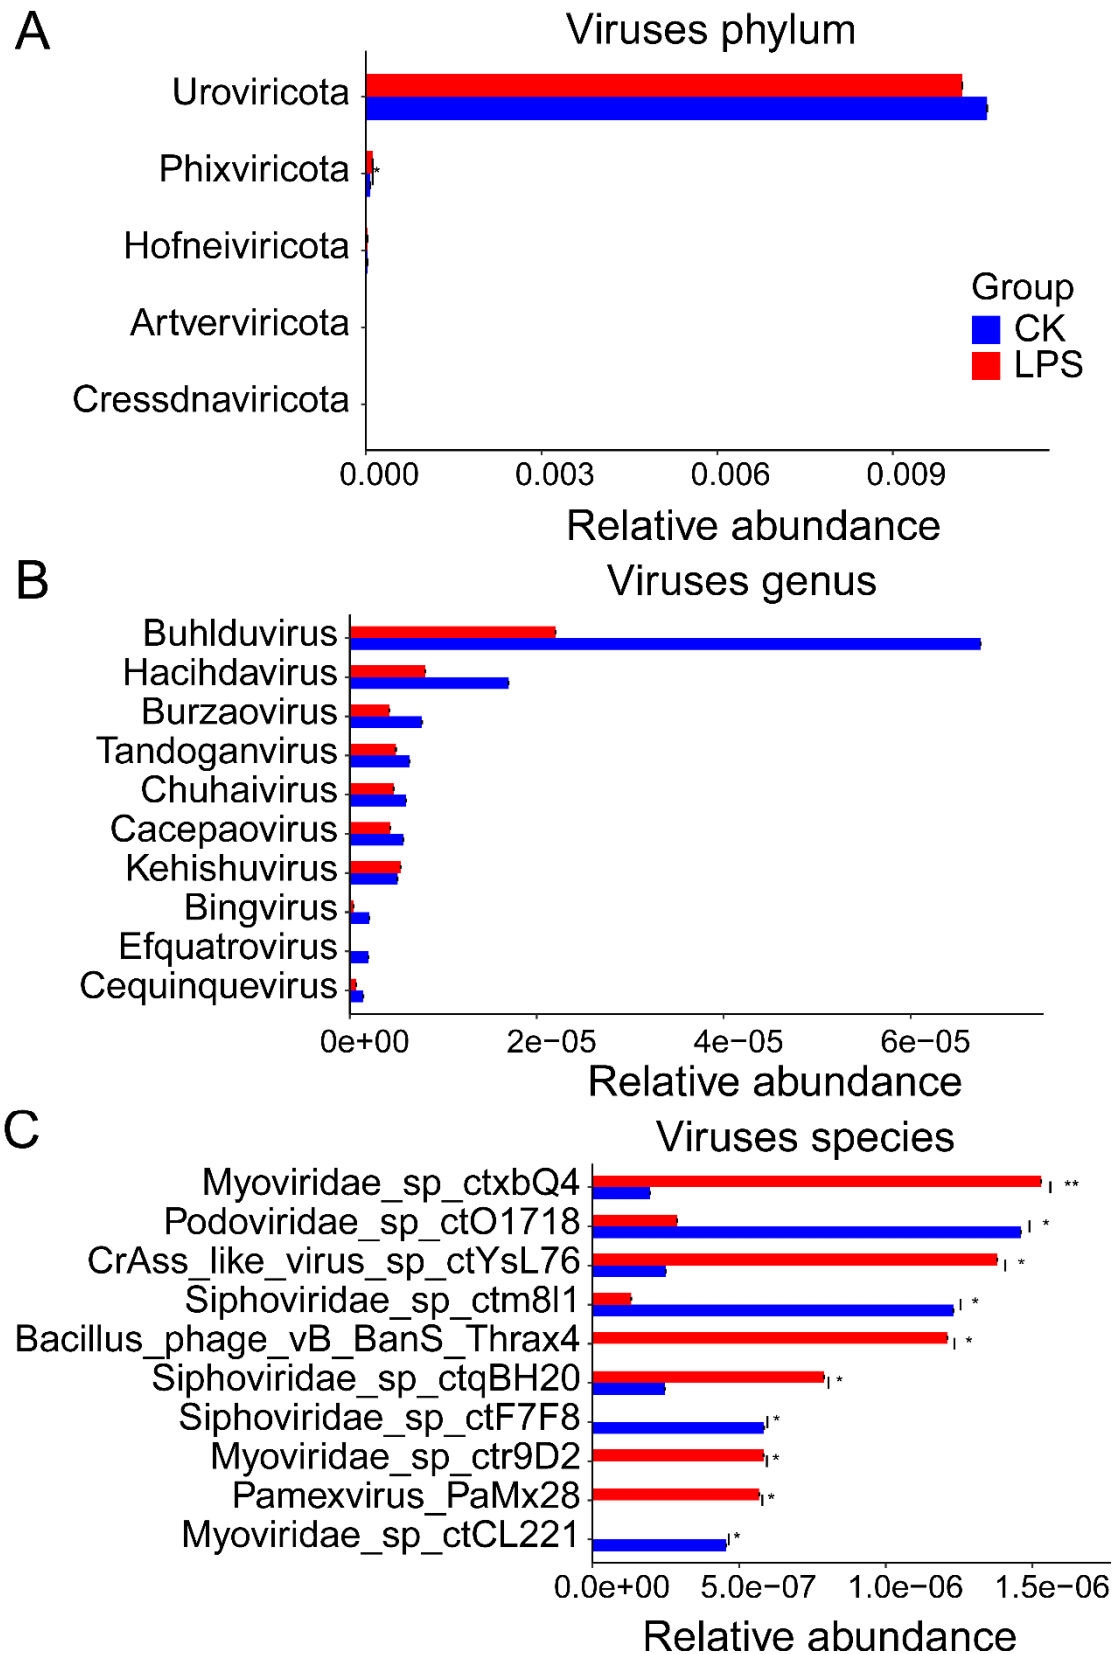 A
Viruses phylum
Uroviricota
Phixviricota
*
Hofneiviricota
Artverviricota
Cressdnaviricota
Group
CK
LPS
0.000 0.003 0.006 0.009
Relative abundance
B
Viruses genus
Buhlduvirus
Hacihdavirus
Burzaovirus
Tandoganvirus
Chuhaivirus
Cacepaovirus
Kehishuvirus
Bingvirus
Efquatrovirus
Cequinquevirus
0e+00 2e−05 4e−05 6e−05
Relative abundance
C
Viruses species
Myoviridae_sp_ctxbQ4 **
Podoviridae_sp_ctO1718 *
CrAss_like_virus_sp_ctYsL76 *
Siphoviridae_sp_ctm8I1 *
Bacillus_phage_vB_BanS_Thrax4 *
Siphoviridae_sp_ctqBH20 *
Siphoviridae_sp_ctF7F8 *
Myoviridae_sp_ctr9D2 *
Pamexvirus_PaMx28 *
Myoviridae_sp_ctCL221 *
0.0e+00 5.0e−07 1.0e−06 1.5e−06
Relative abundance